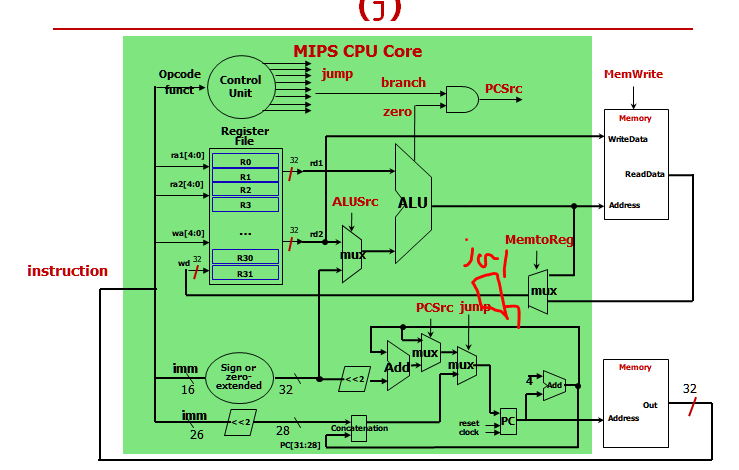 (j)
MIPS CPU Core
MemWrite
Opcode
funct
Control
Unit
jump
branch
PCSrc
zero
Memory
WriteData
ReadData
Address
Register
File
ra1[4:0]
ra2[4:0]
wa[4:0]
wd
32
R0
R1
R2
R3
...
R30
R31
32
rd1
32
rd2
ALUSrc
mux
ALU
jal
MemtoReg
mux
instruction
PCSrc
jump
imm
16
Sign or
zero-
extended
32
<<2
Add
mux
mux
4
Add
imm
26
<<2
28
Concatenation
PC[31:28]
reset
clock
PC
Memory
Out
Address
32